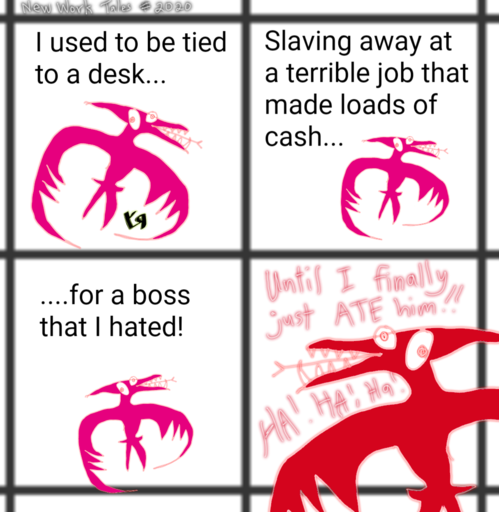 New Work Tales © 2020
I used to be tied
to a desk...
Slaving away at
a terrible job that
made loads of
cash...
....for a boss
that I hated!
Until I finally
just ATE him..!!
HA! HA! Ha!